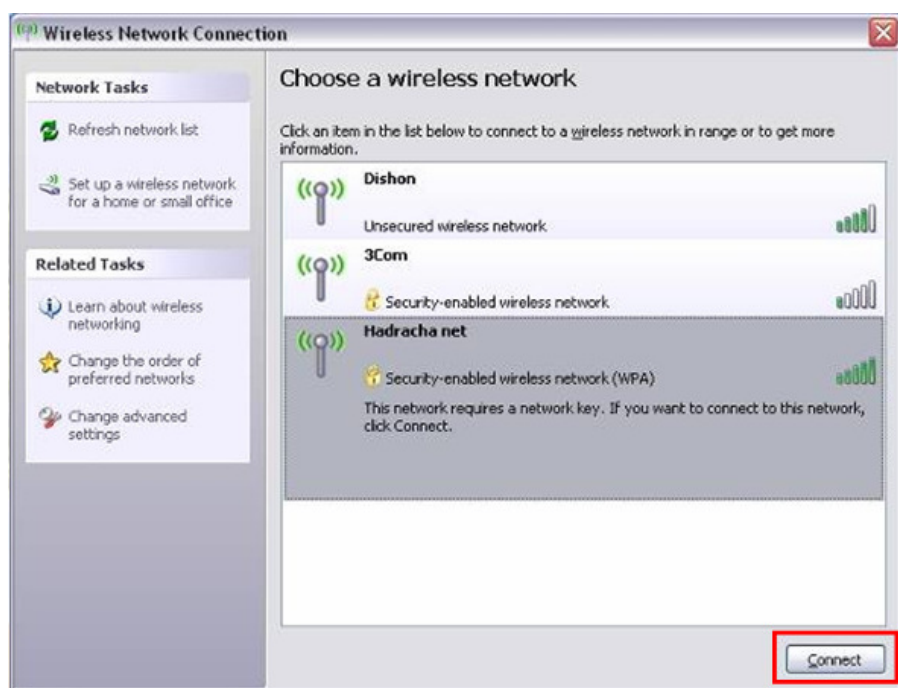 Wireless Network Connection
Network Tasks
Refresh network list
Set up a wireless network
for a home or small office
Related Tasks
Learn about wireless
networking
Change the order of
preferred networks
Change advanced
settings
Choose a wireless network
Click an item in the list below to connect to a wireless network in range or to get more
information.
Dishon
Unsecured wireless network
3Com
Security-enabled wireless network
Hadracha net
Security-enabled wireless network (WPA)
This network requires a network key. If you want to connect to this network,
click Connect.
Connect